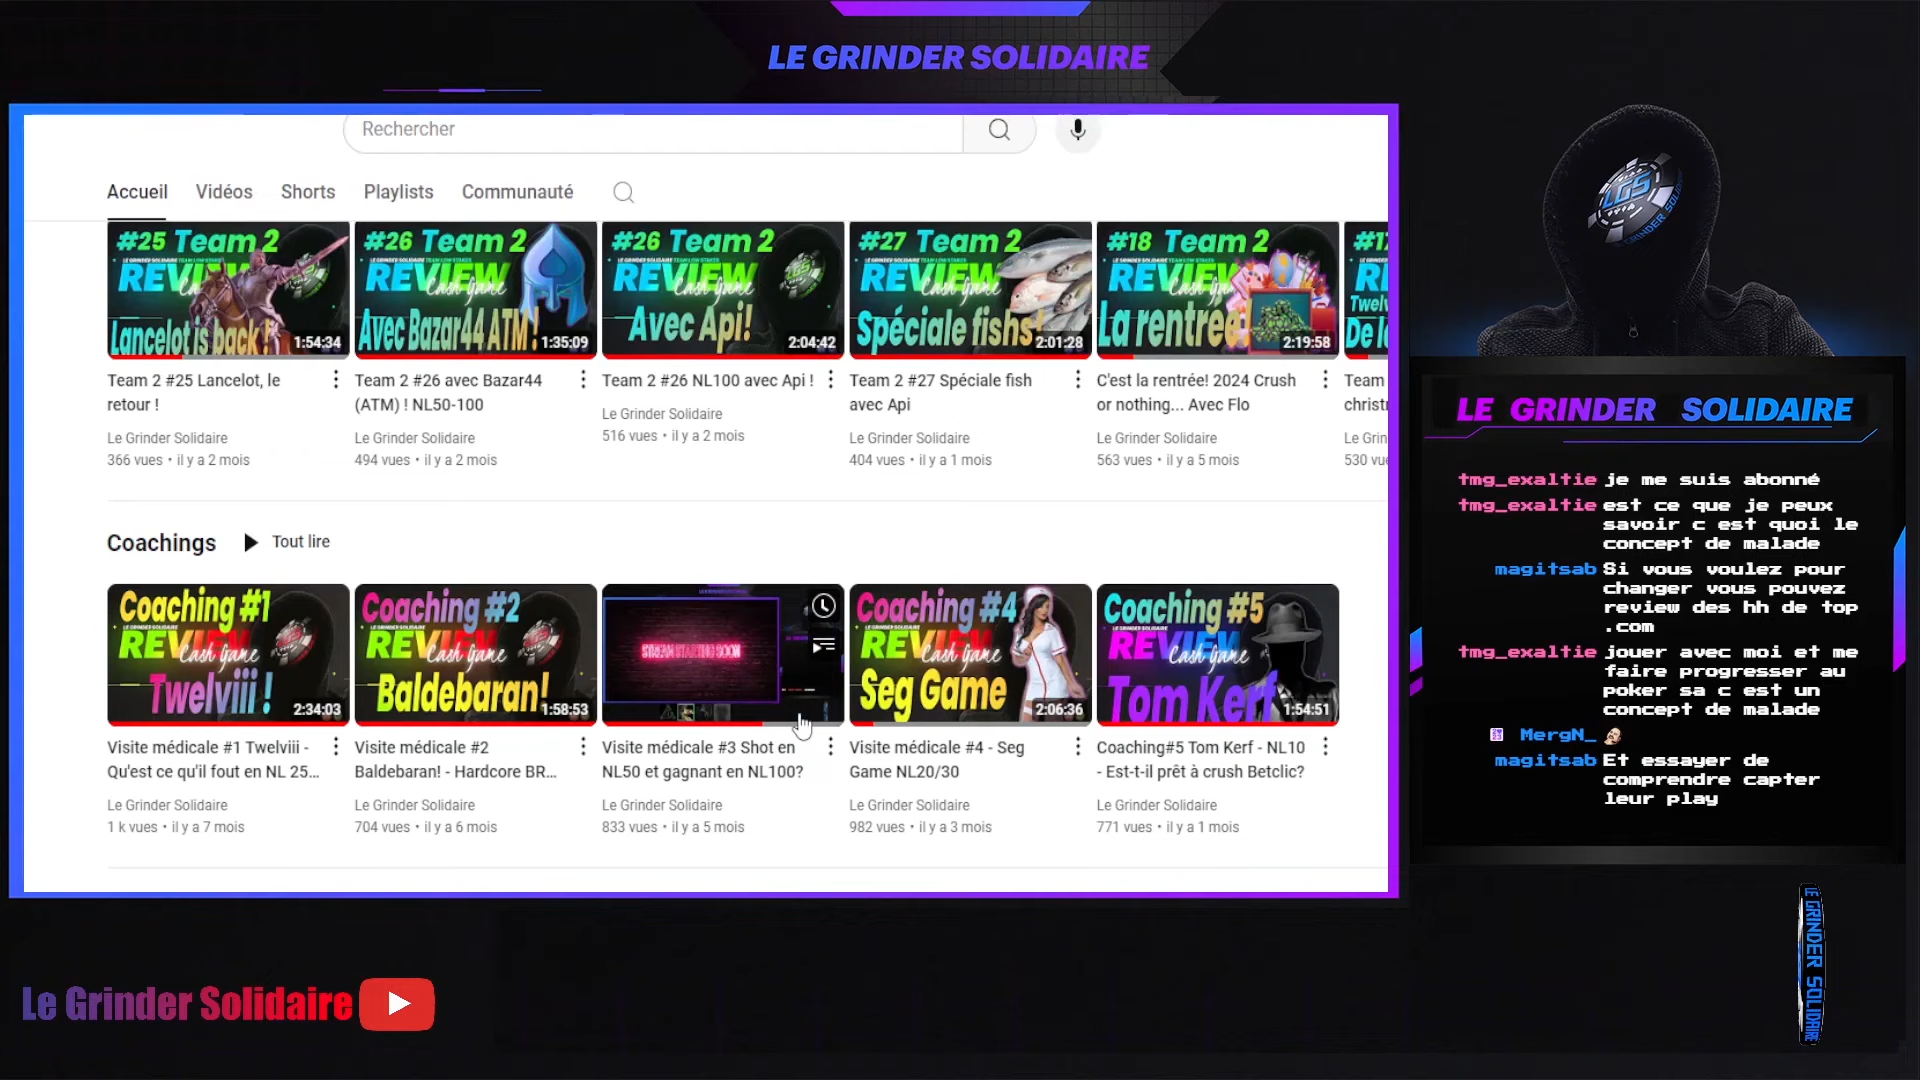 LE GRINDER SOLIDAIRE
Rechercher
Accueil Vidéos Shorts Playlists Communauté
#25 Team 2
REVIEW
Cash Game
Lancelot is back !
1:54:34
#26 Team 2
REVIEW
Cash Game
Avec Bazar44 ATM !
1:35:09
#26 Team 2
REVIEW
Cash Game
Avec Api!
2:04:42
#27 Team 2
REVIEW
Cash Game
Spéciale fishs!
2:01:28
#18 Team 2
REVIEW
Cash Game
La rentrée!
2:19:58
Team 2 #25 Lancelot, le
retour !
Le Grinder Solidaire
366 vues • il y a 2 mois
Team 2 #26 avec Bazar44
(ATM) ! NL50-100
Le Grinder Solidaire
494 vues • il y a 2 mois
Team 2 #26 NL100 avec Api !
Le Grinder Solidaire
516 vues • il y a 2 mois
Team 2 #27 Spéciale fish
avec Api
Le Grinder Solidaire
404 vues • il y a 1 mois
C'est la rentrée! 2024 Crush
or nothing... Avec Flo
Le Grinder Solidaire
563 vues • il y a 5 mois
Team
christ
Le Grin
530 vue
Coachings Tout lire
Coaching #1
REVIEW
Cash Game
Twelviii !
2:34:03
Coaching #2
REVIEW
Cash Game
Baldebaran!
1:58:53
STREAM STARTING SOON
Coaching #4
REVIEW
Cash Game
Seg Game
2:06:36
Coaching #5
REVIEW
Cash Game
Tom Kerf
1:54:51
Visite médicale #1 Twelviii -
Qu'est ce qu'il fout en NL 25...
Le Grinder Solidaire
1 k vues • il y a 7 mois
Visite médicale #2
Baldebaran! - Hardcore BR...
Le Grinder Solidaire
704 vues • il y a 6 mois
Visite médicale #3 Shot en
NL50 et gagnant en NL100?
Le Grinder Solidaire
833 vues • il y a 5 mois
Visite médicale #4 - Seg
Game NL20/30
Le Grinder Solidaire
982 vues • il y a 3 mois
Coaching#5 Tom Kerf - NL10
- Est-t-il prêt à crush Betclic?
Le Grinder Solidaire
771 vues • il y a 1 mois
LGS
GRINDER SOLID
LE GRINDER SOLIDAIRE
tmg_exaltie je me suis abonné
tmg_exaltie est ce que je peux
savoir c est quoi le
concept de malade
magitsab Si vous voulez pour
changer vous pouvez
review des hh de top
.com
tmg_exaltie jouer avec moi et me
faire progresser au
poker sa c est un
concept de malade
MergN_
magitsab Et essayer de
comprendre capter
leur play
Le Grinder Solidaire
LE GRINDER SOLIDAIRE